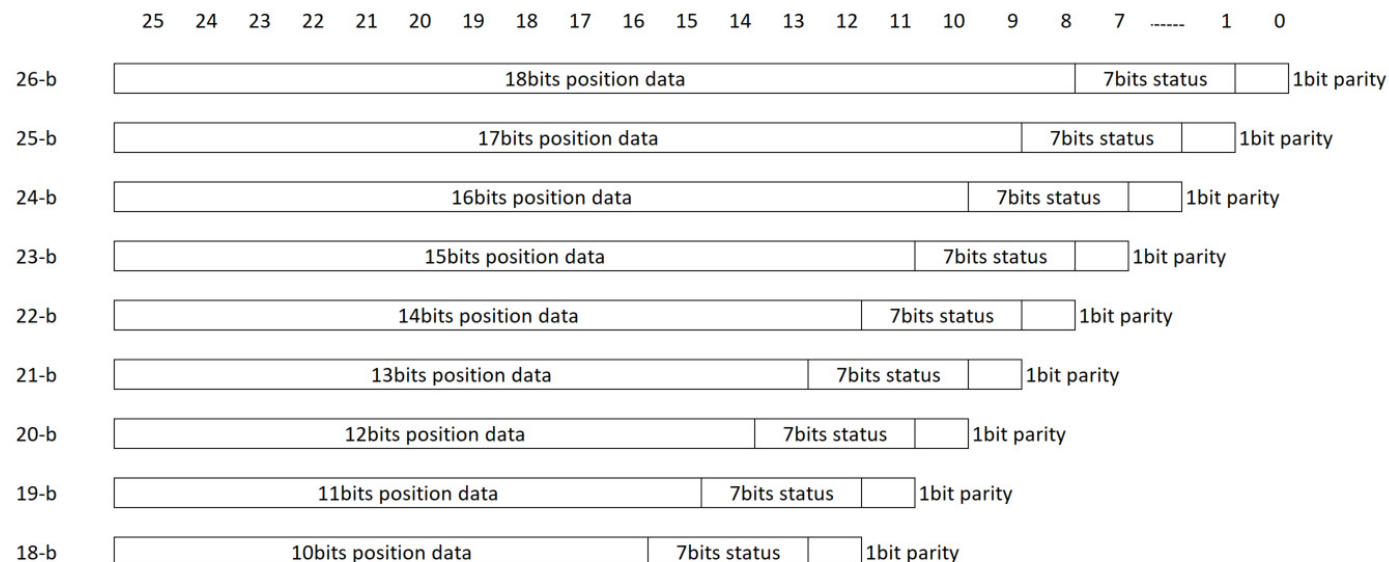 25 24 23 22 21 20 19 18 17 16 15 14 13 12 11 10 9 8 7 ------ 1 0
26-b 18bits position data 7bits status 1bit parity
25-b 17bits position data 7bits status 1bit parity
24-b 16bits position data 7bits status 1bit parity
23-b 15bits position data 7bits status 1bit parity
22-b 14bits position data 7bits status 1bit parity
21-b 13bits position data 7bits status 1bit parity
20-b 12bits position data 7bits status 1bit parity
19-b 11bits position data 7bits status 1bit parity
18-b 10bits position data 7bits status 1bit parity